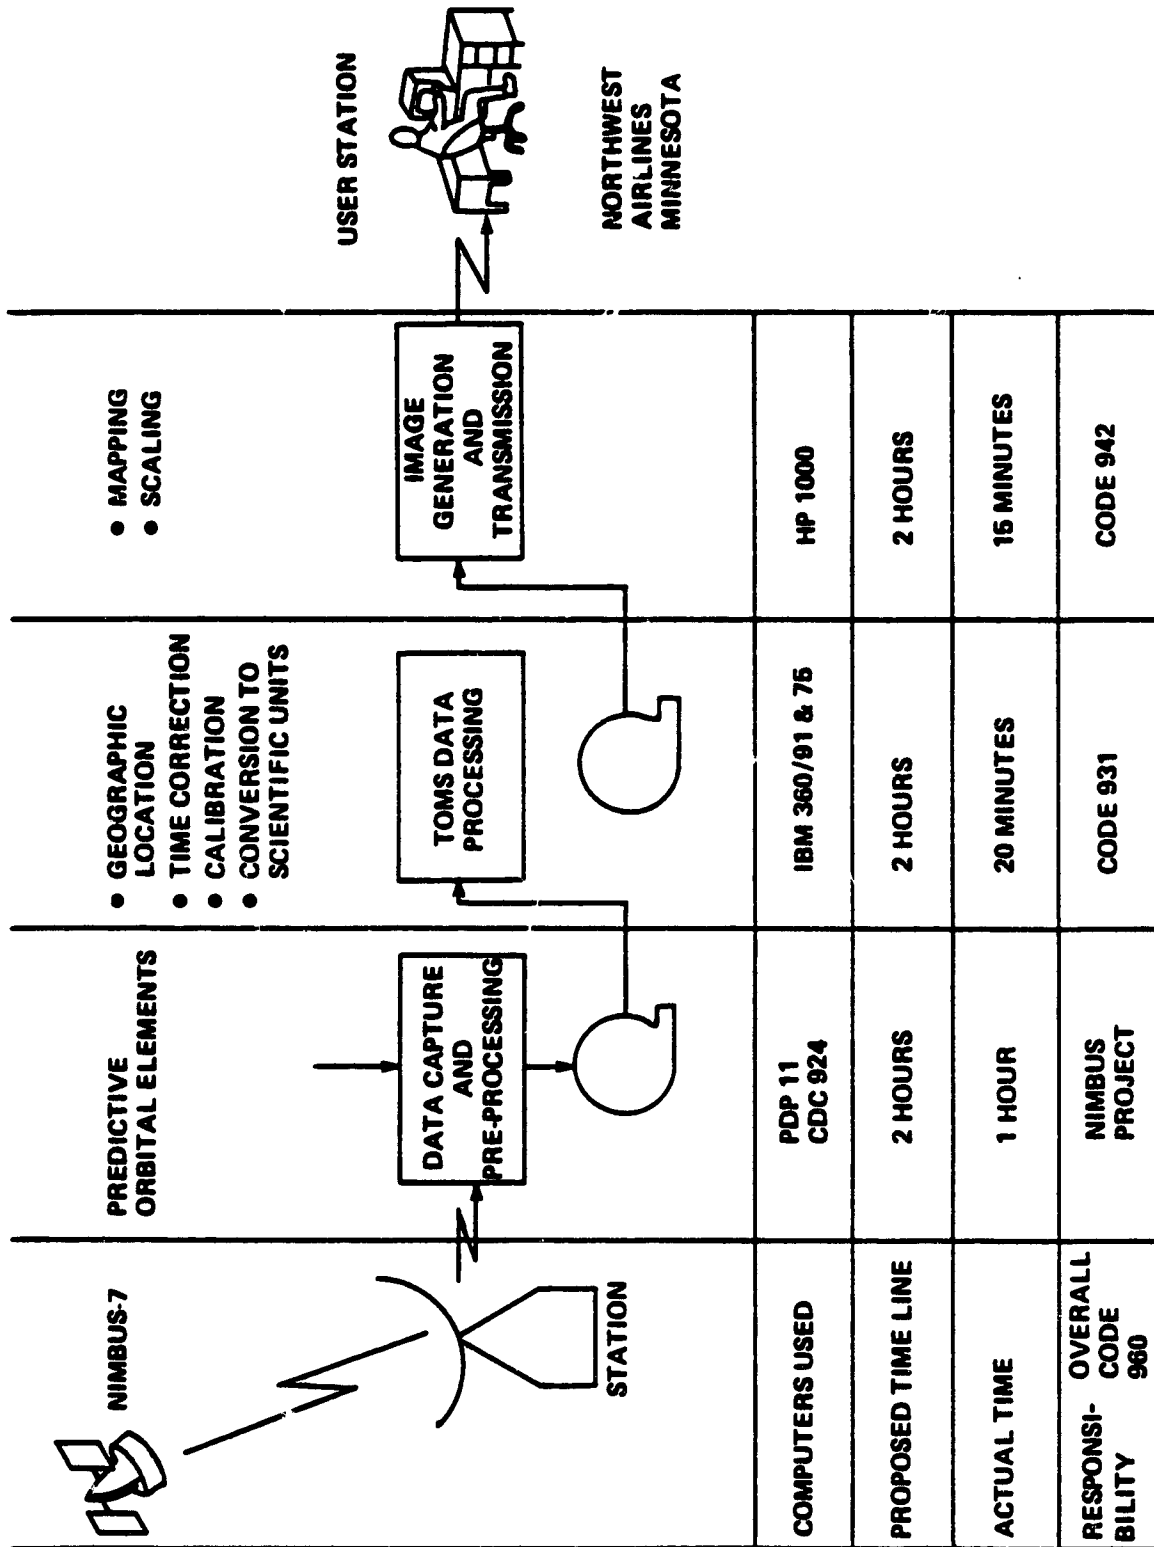 NIMBUS-7
STATION
PREDICTIVE
ORBITAL ELEMENTS
DATA CAPTURE
AND
PRE-PROCESSING
● GEOGRAPHIC
LOCATION
● TIME CORRECTION
● CALIBRATION
● CONVERSION TO
SCIENTIFIC UNITS
TOMS DATA
PROCESSING
● MAPPING
● SCALING
IMAGE
GENERATION
AND
TRANSMISSION
USER STATION
NORTHWEST
AIRLINES
MINNESOTA
COMPUTERS USED
PDP 11
CDC 924
IBM 360/91 & 75
HP 1000
PROPOSED TIME LINE
2 HOURS
2 HOURS
2 HOURS
ACTUAL TIME
1 HOUR
20 MINUTES
15 MINUTES
RESPONSI-
BILITY
OVERALL
CODE
960
NIMBUS
PROJECT
CODE 931
CODE 942